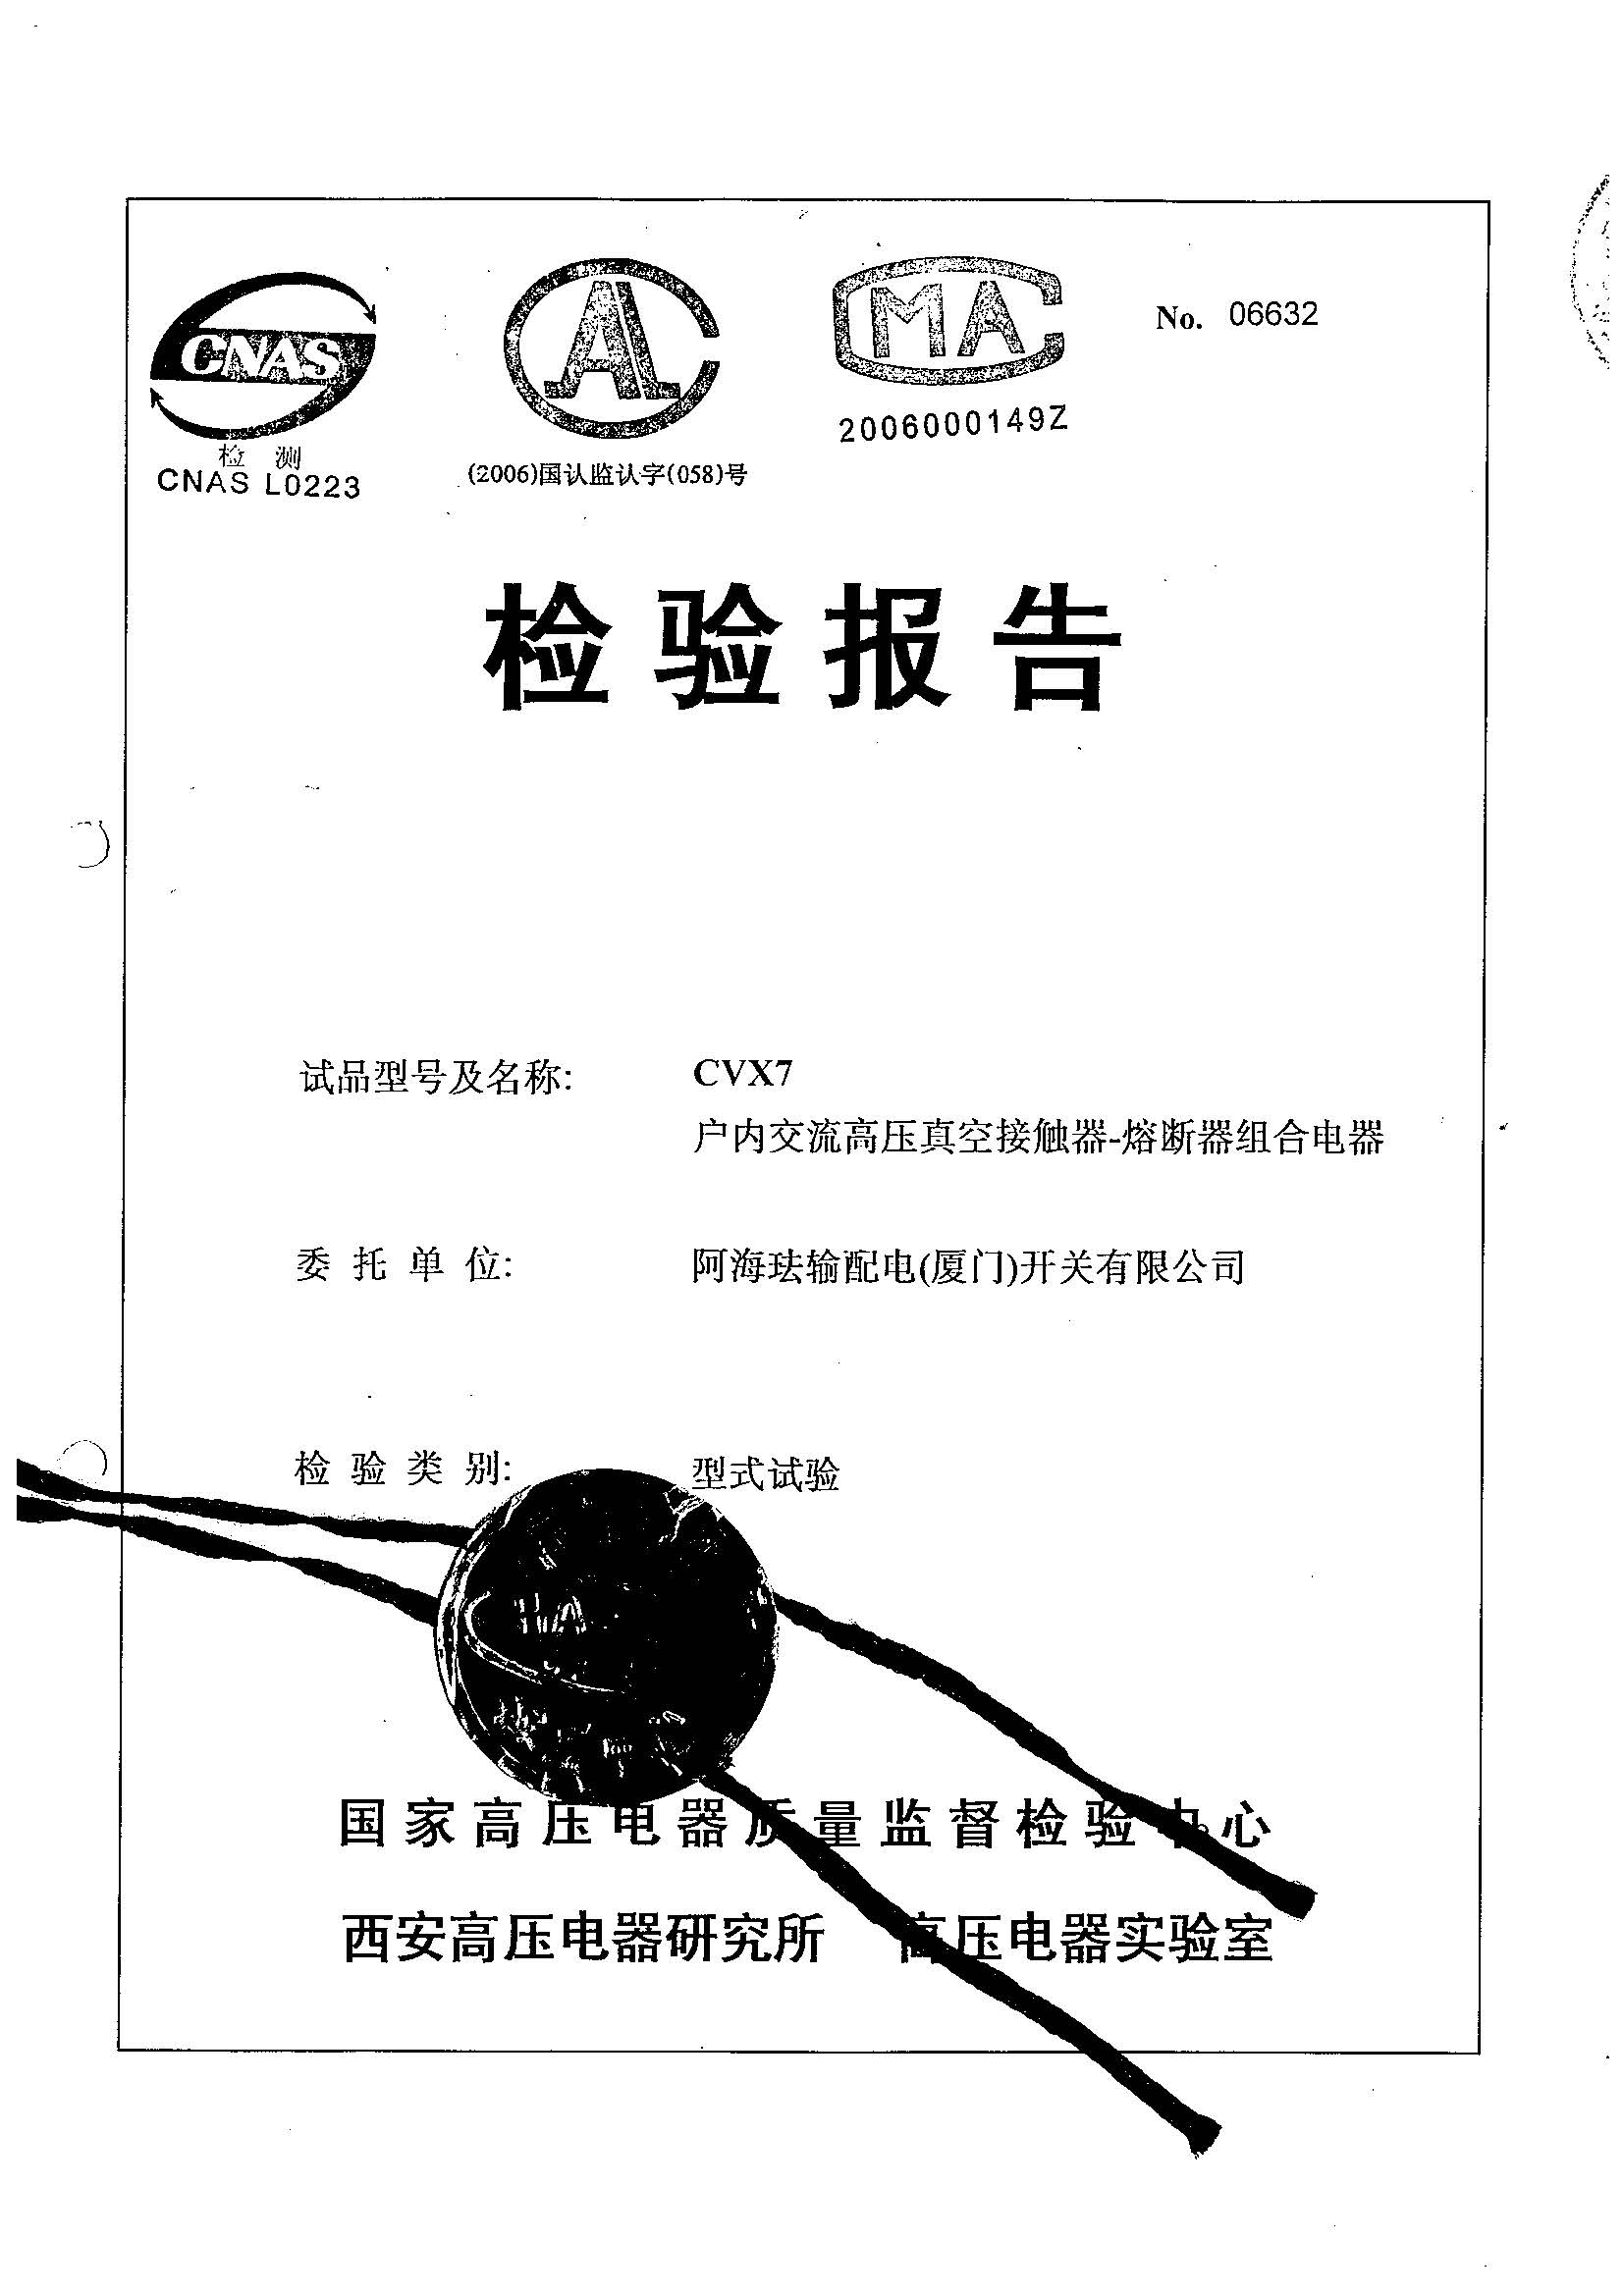 CNAS
检 测
CNAS L0223
CAL
(2006)国认监认字(058)号
CMA
2006000149Z
No. 06632
检验报告
试品型号及名称: CVX7
户内交流高压真空接触器-熔断器组合电器
委托单位: 阿海珐输配电(厦门)开关有限公司
检验类别: 型式试验
国家高压电器质量监督检验中心
西安高压电器研究所 高压电器实验室